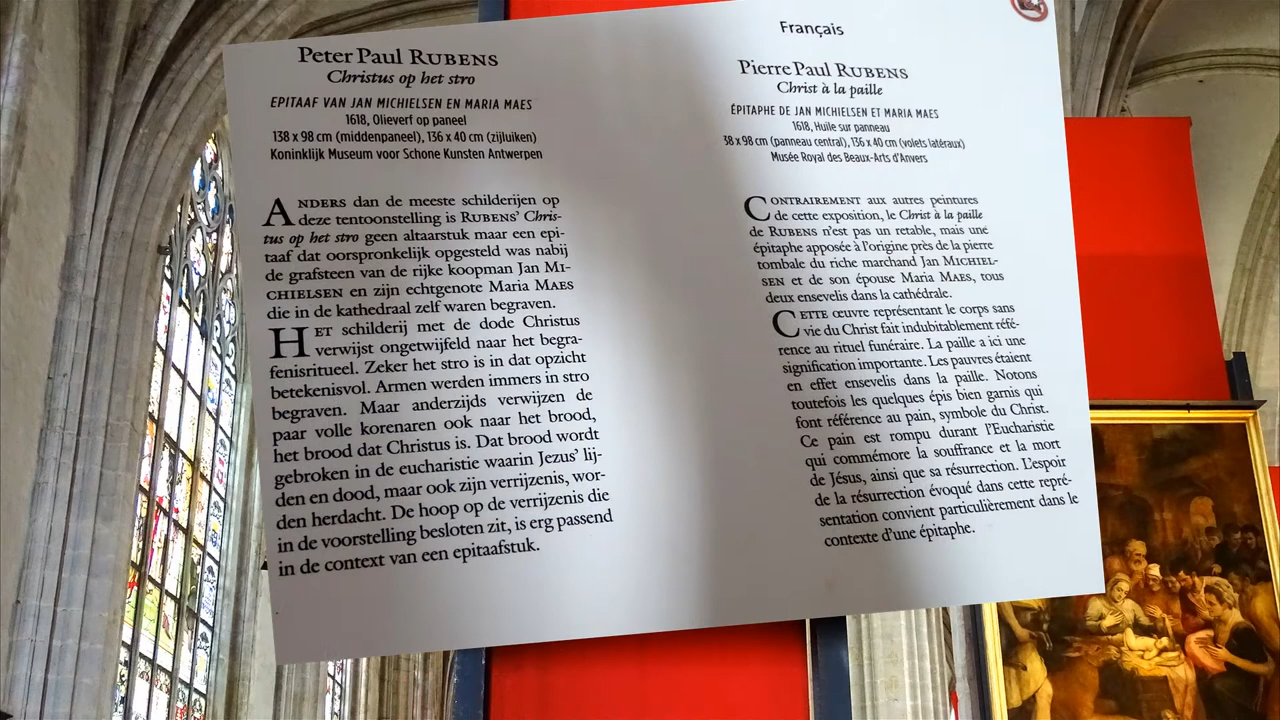 Peter Paul RUBENS
Christus op het stro
EPITAAF VAN JAN MICHIELSEN EN MARIA MAES
1618, Olieverf op paneel
138 x 98 cm (middenpaneel), 136 x 40 cm (zijluiken)
Koninklijk Museum voor Schone Kunsten Antwerpen
ANDERS dan de meeste schilderijen op
deze tentoonstelling is RUBENS' Chris-
tus op het stro geen altaarstuk maar een epi-
taaf dat oorspronkelijk opgesteld was nabij
de grafsteen van de rijke koopman Jan MI-
CHIELSEN en zijn echtgenote Maria MAES
die in de kathedraal zelf waren begraven.
HET schilderij met de dode Christus
verwijst ongetwijfeld naar het begra-
fenisritueel. Zeker het stro is in dat opzicht
betekenisvol. Armen werden immers in stro
begraven. Maar anderzijds verwijzen de
paar volle korenaren ook naar het brood,
het brood dat Christus is. Dat brood wordt
gebroken in de eucharistie waarin Jezus' lij-
den en dood, maar ook zijn verrijzenis, wor-
den herdacht. De hoop op de verrijzenis die
in de voorstelling besloten zit, is erg passend
in de context van een epitaafstuk.
Français
Pierre Paul RUBENS
Christ à la paille
ÉPITAPHE DE JAN MICHIELSEN ET MARIA MAES
1618, Huile sur panneau
38 x 98 cm (panneau central), 136 x 40 cm (volets latéraux)
Musée Royal des Beaux-Arts d'Anvers
CONTRAIREMENT aux autres peintures
de cette exposition, le Christ à la paille
de RUBENS n'est pas un retable, mais une
épitaphe apposée à l'origine près de la pierre
tombale du riche marchand Jan MICHIEL-
SEN et de son épouse Maria MAES, tous
deux ensevelis dans la cathédrale.
CETTE œuvre représentant le corps sans
vie du Christ fait indubitablement réfé-
rence au rituel funéraire. La paille a ici une
signification importante. Les pauvres étaient
en effet ensevelis dans la paille. Notons
toutefois les quelques épis bien garnis qui
font référence au pain, symbole du Christ.
Ce pain est rompu durant l'Eucharistie
qui commémore la souffrance et la mort
de Jésus, ainsi que sa résurrection. L'espoir
de la résurrection évoqué dans cette repré-
sentation convient particulièrement dans le
contexte d'une épitaphe.